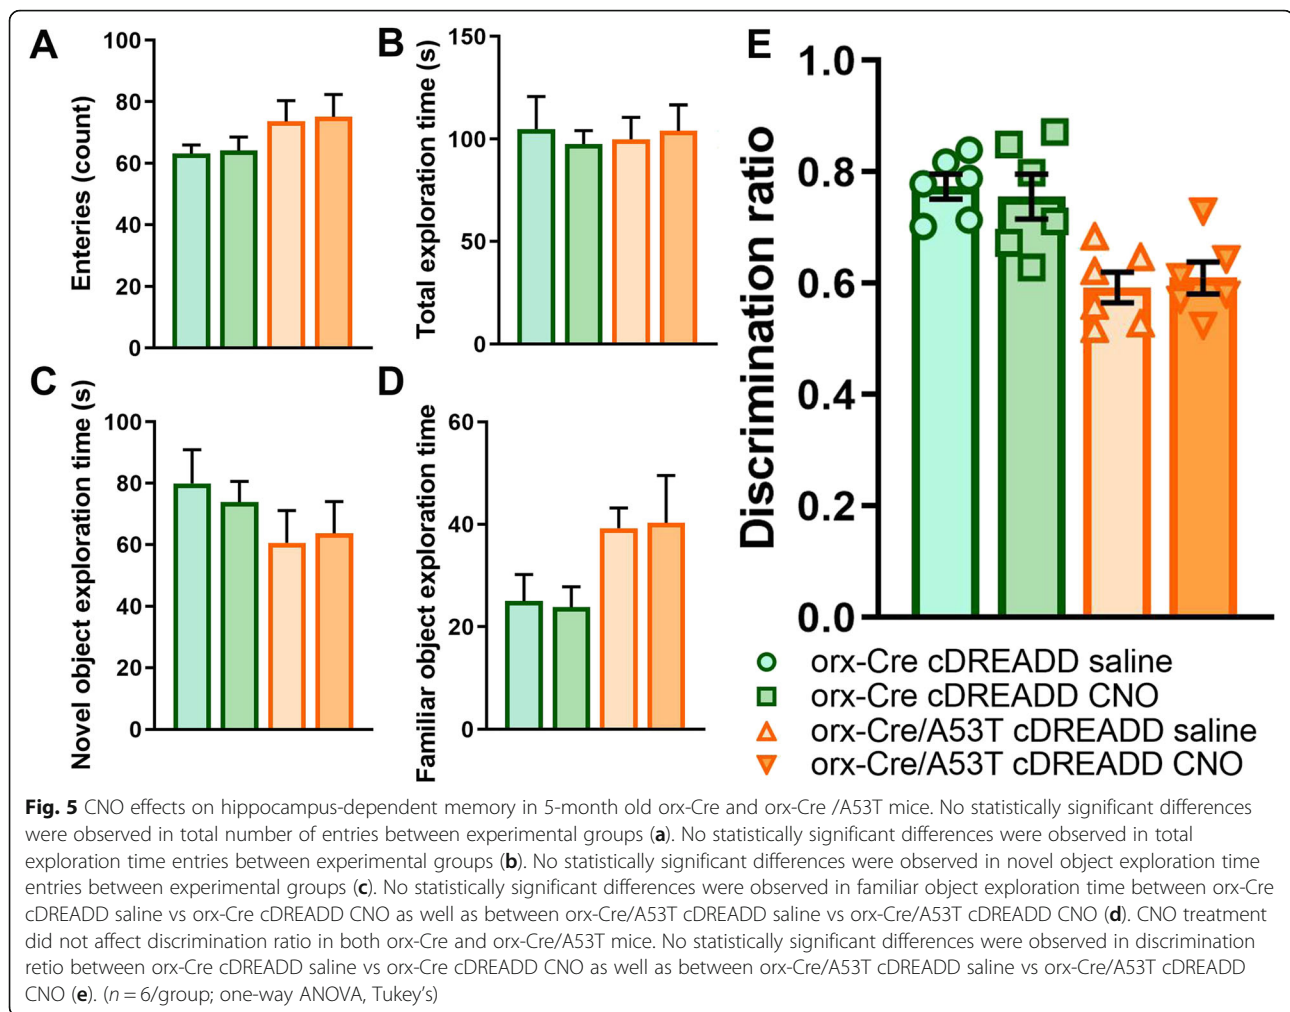 A
Enteries (count)
100
80
60
40
20
0
B
Total exploration time (s)
150
100
50
0
C
Novel object exploration time (s)
100
80
60
40
20
0
D
Familiar object exploration time
60
40
20
0
E
Discrimination ratio
1.0
0.8
0.6
0.4
0.2
0.0
orx-Cre cDREADD saline
orx-Cre cDREADD CNO
orx-Cre/A53T cDREADD saline
orx-Cre/A53T cDREADD CNO
Fig. 5 CNO effects on hippocampus-dependent memory in 5-month old orx-Cre and orx-Cre /A53T mice. No statistically significant differences
were observed in total number of entries between experimental groups (a). No statistically significant differences were observed in total
exploration time entries between experimental groups (b). No statistically significant differences were observed in novel object exploration time
entries between experimental groups (c). No statistically significant differences were observed in familiar object exploration time between orx-Cre
cDREADD saline vs orx-Cre cDREADD CNO as well as between orx-Cre/A53T cDREADD saline vs orx-Cre/A53T cDREADD CNO (d). CNO treatment
did not affect discrimination ratio in both orx-Cre and orx-Cre/A53T mice. No statistically significant differences were observed in discrimination
retio between orx-Cre cDREADD saline vs orx-Cre cDREADD CNO as well as between orx-Cre/A53T cDREADD saline vs orx-Cre/A53T cDREADD
CNO (e). (n = 6/group; one-way ANOVA, Tukey's)